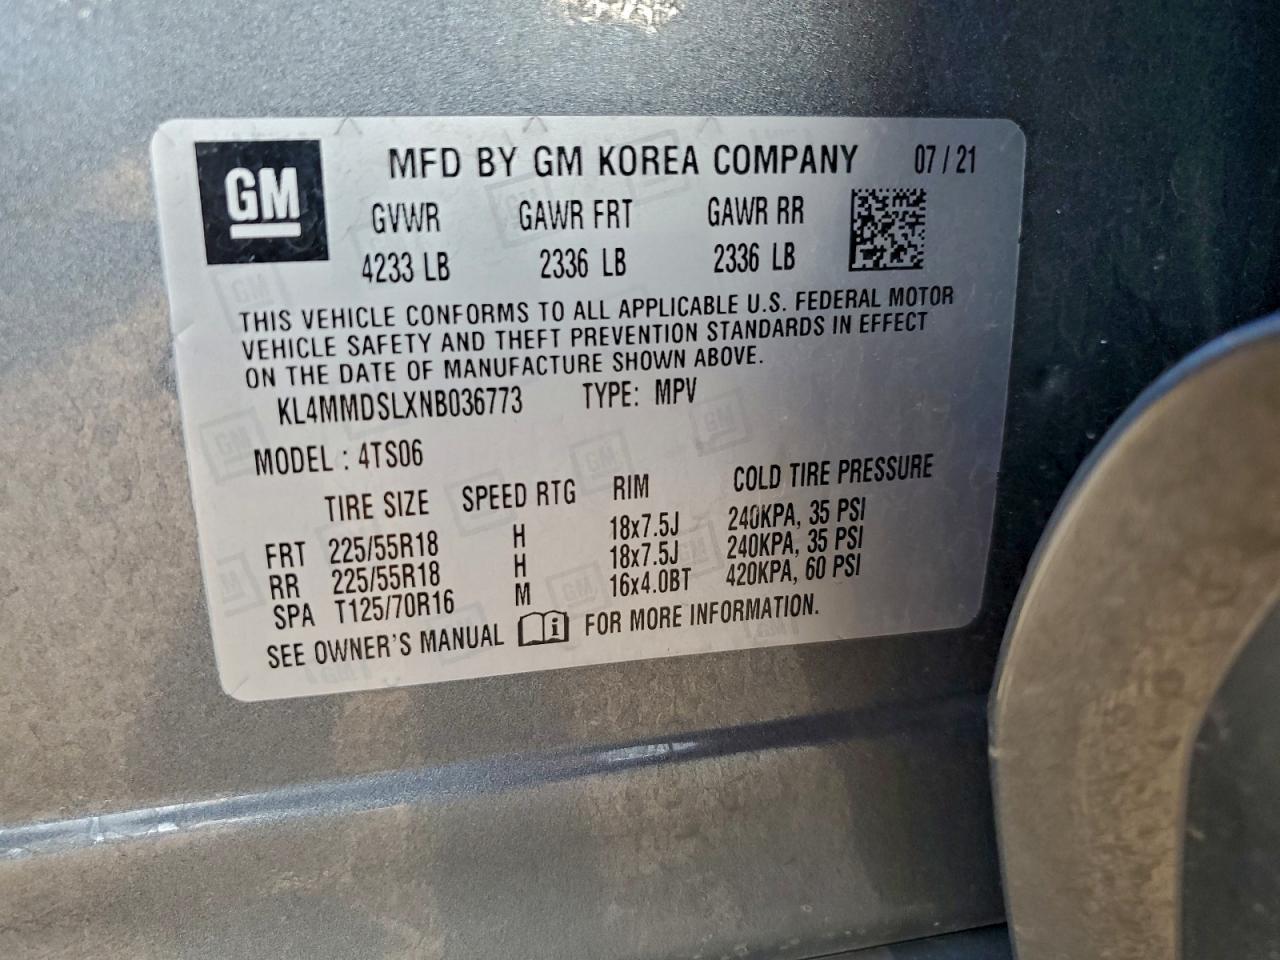 GM
MFD BY GM KOREA COMPANY 07/21
GVWR GAWR FRT GAWR RR
4233 LB 2336 LB 2336 LB
THIS VEHICLE CONFORMS TO ALL APPLICABLE U.S. FEDERAL MOTOR
VEHICLE SAFETY AND THEFT PREVENTION STANDARDS IN EFFECT
ON THE DATE OF MANUFACTURE SHOWN ABOVE.
KL4MMDSLXNB036773 TYPE: MPV
MODEL : 4TS06
TIRE SIZE SPEED RTG RIM COLD TIRE PRESSURE
FRT 225/55R18 H 18x7.5J 240KPA, 35 PSI
RR 225/55R18 H 18x7.5J 240KPA, 35 PSI
SPA T125/70R16 M 16x4.0BT 420KPA, 60 PSI
SEE OWNER'S MANUAL i FOR MORE INFORMATION.